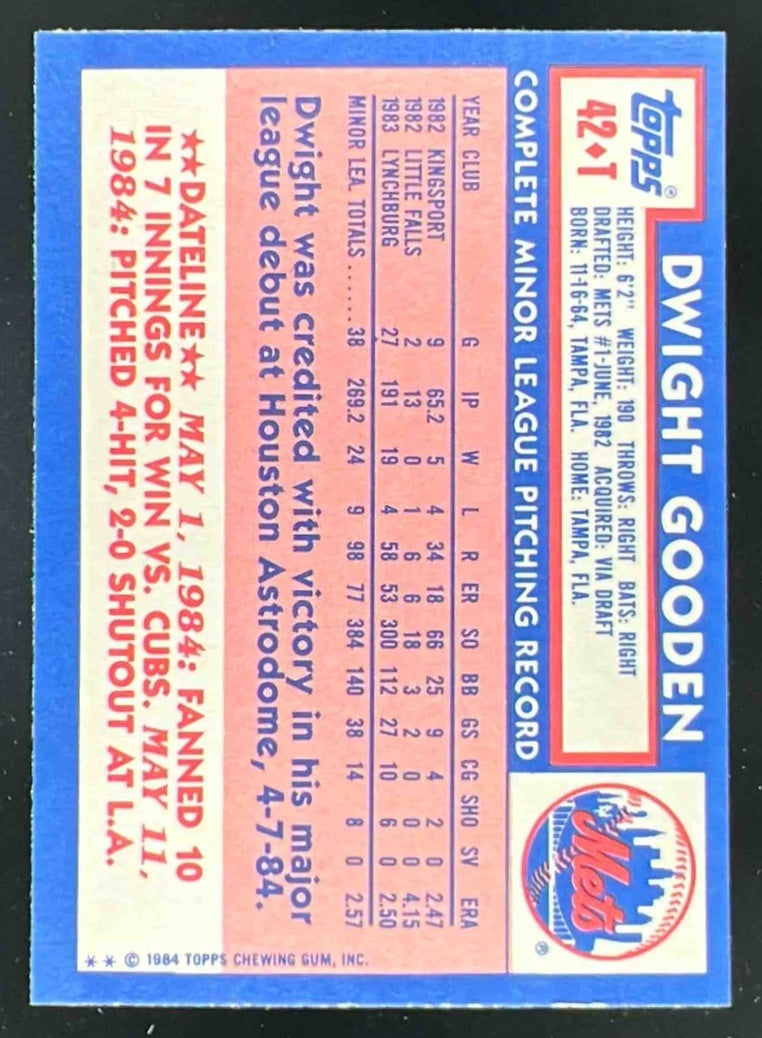 topps®
42♦T
DWIGHT GOODEN
HEIGHT: 6'2" WEIGHT: 190 THROWS: RIGHT BATS: RIGHT
DRAFTED: METS #1-JUNE, 1982 ACQUIRED: VIA DRAFT
BORN: 11-16-64, TAMPA, FLA. HOME: TAMPA, FLA.
Mets
®
COMPLETE MINOR LEAGUE PITCHING RECORD
YEAR CLUB G IP W L R ER SO BB GS CG SHO SV ERA
1982 KINGSPORT 9 65.2 5 4 34 18 66 25 9 4 2 0 2.47
1982 LITTLE FALLS 2 13 0 1 6 6 18 3 2 0 0 0 4.15
1983 LYNCHBURG 27 191 19 4 58 53 300 112 27 10 6 0 2.50
MINOR LEA. TOTALS ...... 38 269.2 24 9 98 77 384 140 38 14 8 0 2.57
Dwight was credited with victory in his major
league debut at Houston Astrodome, 4-7-84.
★★DATELINE★★ MAY 1, 1984: FANNED 10
IN 7 INNINGS FOR WIN VS. CUBS. MAY 11,
1984: PITCHED 4-HIT, 2-0 SHUTOUT AT L.A.
* * © 1984 TOPPS CHEWING GUM, INC.